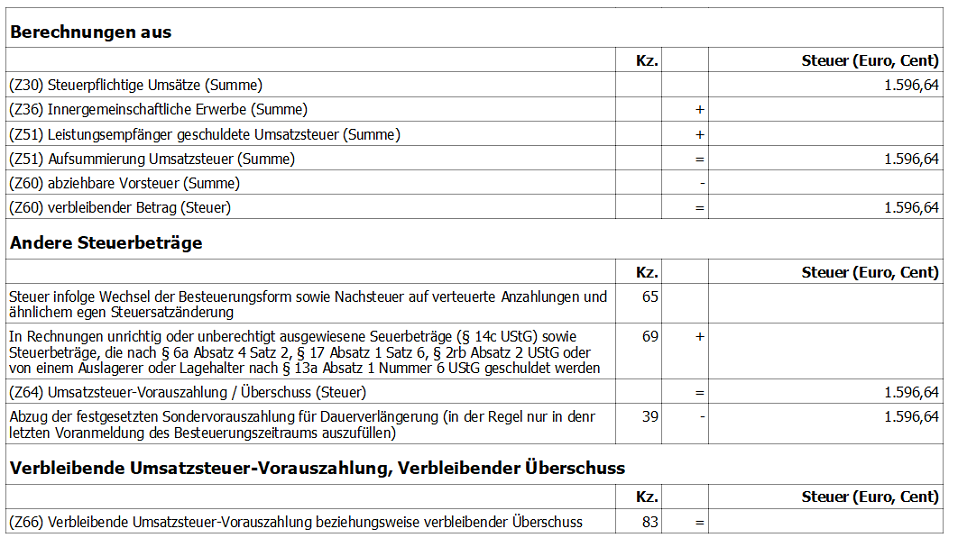 Berechnungen aus
Kz. Steuer (Euro, Cent)
(Z30) Steuerpflichtige Umsätze (Summe) 1.596,64
(Z36) Innergemeinschaftliche Erwerbe (Summe) +
(Z51) Leistungsempfänger geschuldete Umsatzsteuer (Summe) +
(Z51) Aufsummierung Umsatzsteuer (Summe) = 1.596,64
(Z60) abziehbare Vorsteuer (Summe) -
(Z60) verbleibender Betrag (Steuer) = 1.596,64
Andere Steuerbeträge
Kz. Steuer (Euro, Cent)
Steuer infolge Wechsel der Besteuerungsform sowie Nachsteuer auf verteuerte Anzahlungen und 65
ähnlichem egen Steuersatzänderung
In Rechnungen unrichtig oder unberechtigt ausgewiesene Seuerbeträge (§ 14c UStG) sowie 69 +
Steuerbeträge, die nach § 6a Absatz 4 Satz 2, § 17 Absatz 1 Satz 6, § 2rb Absatz 2 UStG oder
von einem Auslagerer oder Lagehalter nach § 13a Absatz 1 Nummer 6 UStG geschuldet werden
(Z64) Umsatzsteuer-Vorauszahlung / Überschuss (Steuer) = 1.596,64
Abzug der festgesetzten Sondervorauszahlung für Dauerverlängerung (in der Regel nur in denr 39 - 1.596,64
letzten Voranmeldung des Besteuerungszeitraums auszufüllen)
Verbleibende Umsatzsteuer-Vorauszahlung, Verbleibender Überschuss
Kz. Steuer (Euro, Cent)
(Z66) Verbleibende Umsatzsteuer-Vorauszahlung beziehungsweise verbleibender Überschuss 83 =